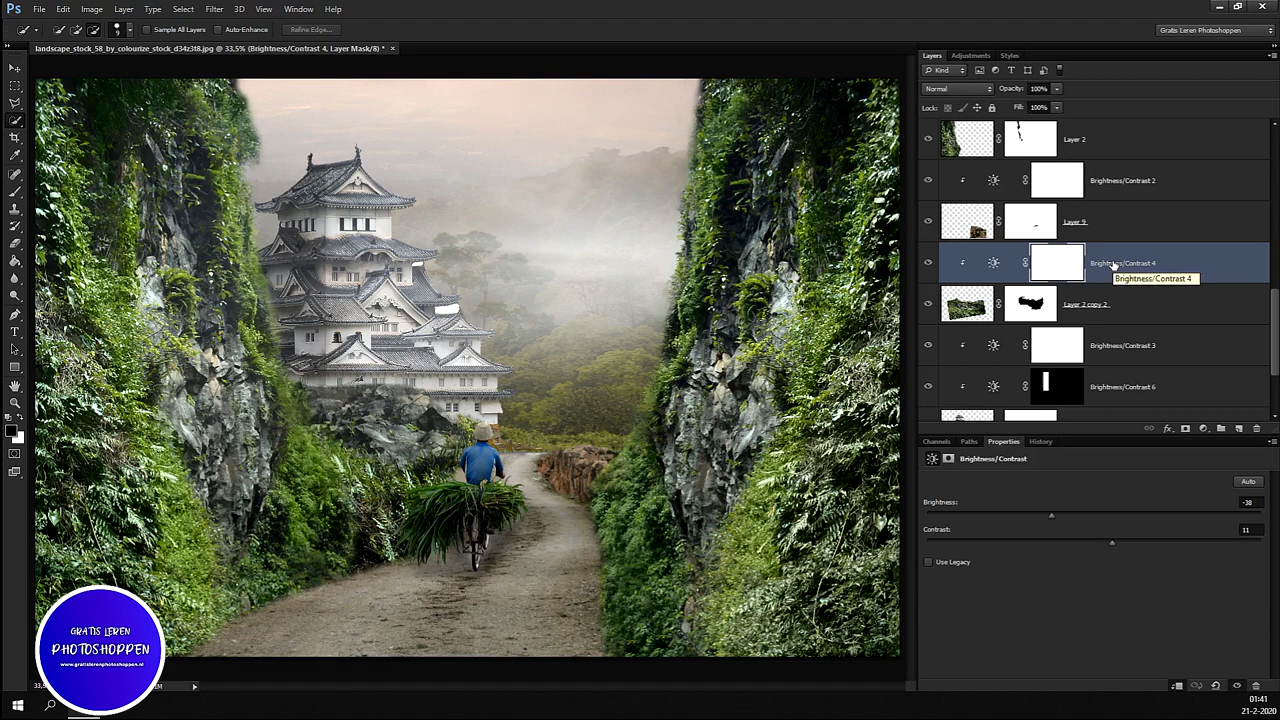 Ps File Edit Image Layer Type Select Filter 3D View Window Help
9 Sample All Layers Auto-Enhance Refine Edge... Gratis Leren Photoshoppen
landscape_stock_58_by_colourize_stock_d34z3t8.jpg @ 33,5% (Brightness/Contrast 4, Layer Mask/8) * ×
Layers Adjustments Styles
Kind
Normal Opacity: 100%
Lock: Fill: 100%
Layer 2
Brightness/Contrast 2
Layer 9
Brightness/Contrast 4
Brightness/Contrast 4
Layer 2 copy 2
Brightness/Contrast 3
Brightness/Contrast 6
fx
Channels Paths Properties History
Brightness/Contrast
Auto
Brightness: -38
Contrast: 11
Use Legacy
GRATIS LEREN
PHOTOSHOPPEN
www.gratislerenphotoshoppen.nl
01:41
21-2-2020